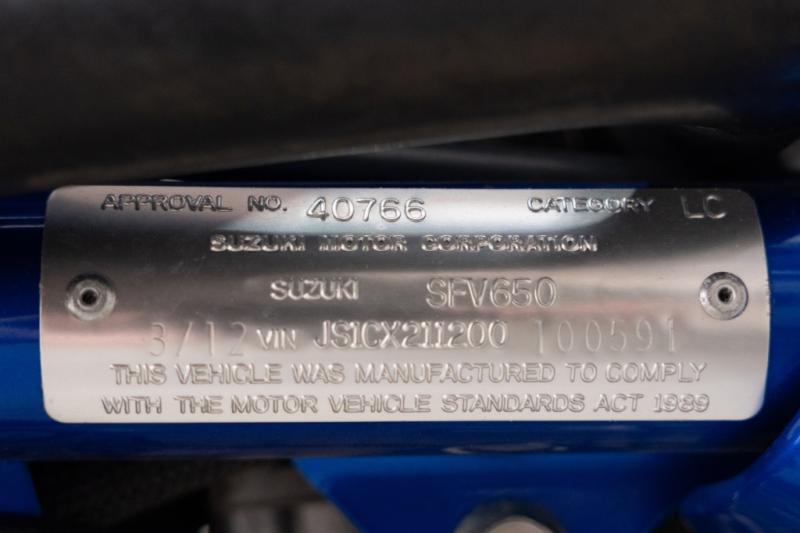 APPROVAL NO. 40766 CATEGORY LC
SUZUKI MOTOR CORPORATION
SUZUKI SFV650
3/12 VIN JS1CX211200 100591
THIS VEHICLE WAS MANUFACTURED TO COMPLY
WITH THE MOTOR VEHICLE STANDARDS ACT 1989